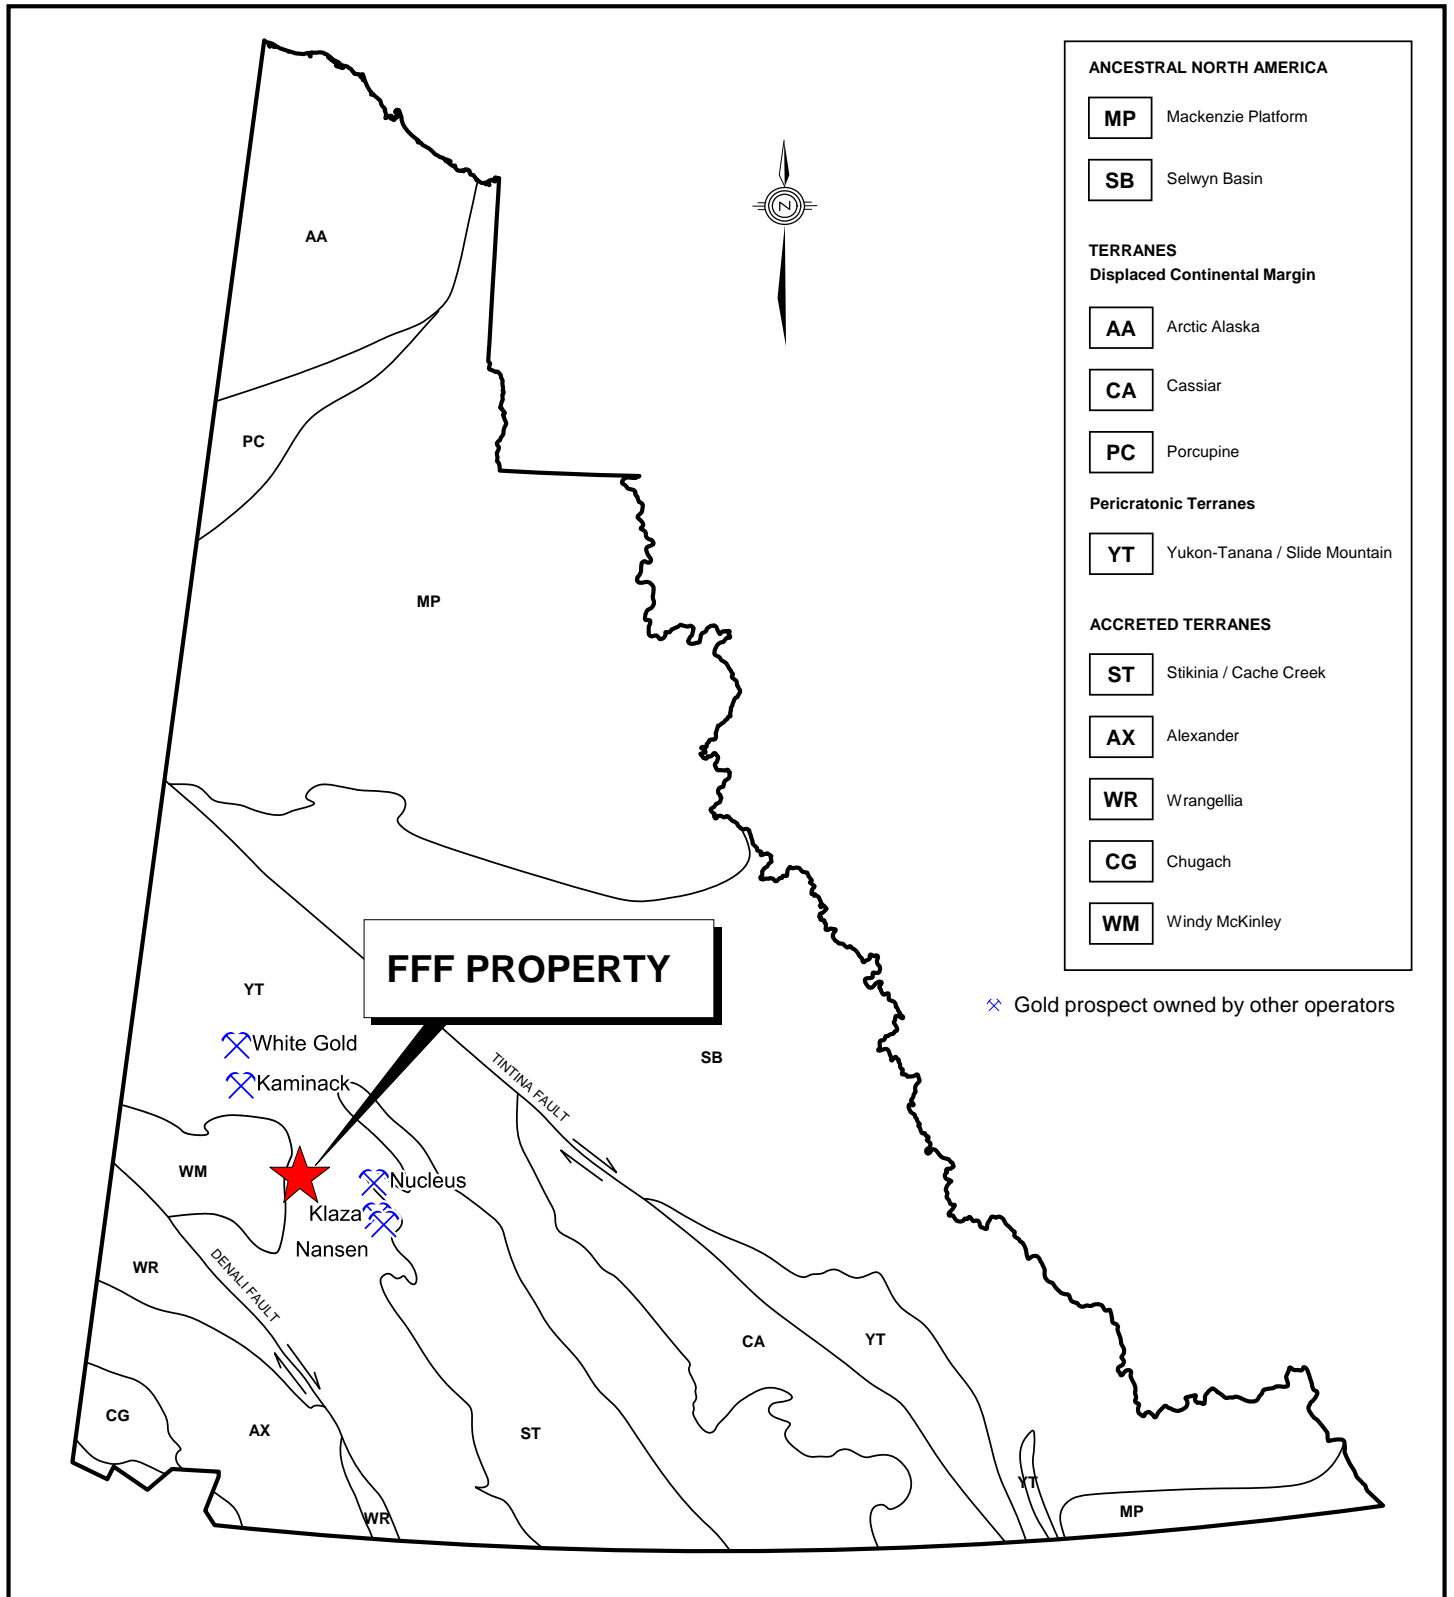 ANCESTRAL NORTH AMERICA
MP Mackenzie Platform
SB Selwyn Basin
TERRANES
Displaced Continental Margin
AA Arctic Alaska
CA Cassiar
PC Porcupine
Pericratonic Terranes
YT Yukon-Tanana / Slide Mountain
ACCRETED TERRANES
ST Stikinia / Cache Creek
AX Alexander
WR Wrangellia
CG Chugach
WM Windy McKinley
Gold prospect owned by other operators
N
AA
PC
MP
FFF PROPERTY
YT
White Gold
SB
Kaminack
TINTINA FAULT
WM
Nucleus
Klaza
Nansen
WR
DENALI FAULT
CA
YT
CG
AX
ST
YT
WR
MP